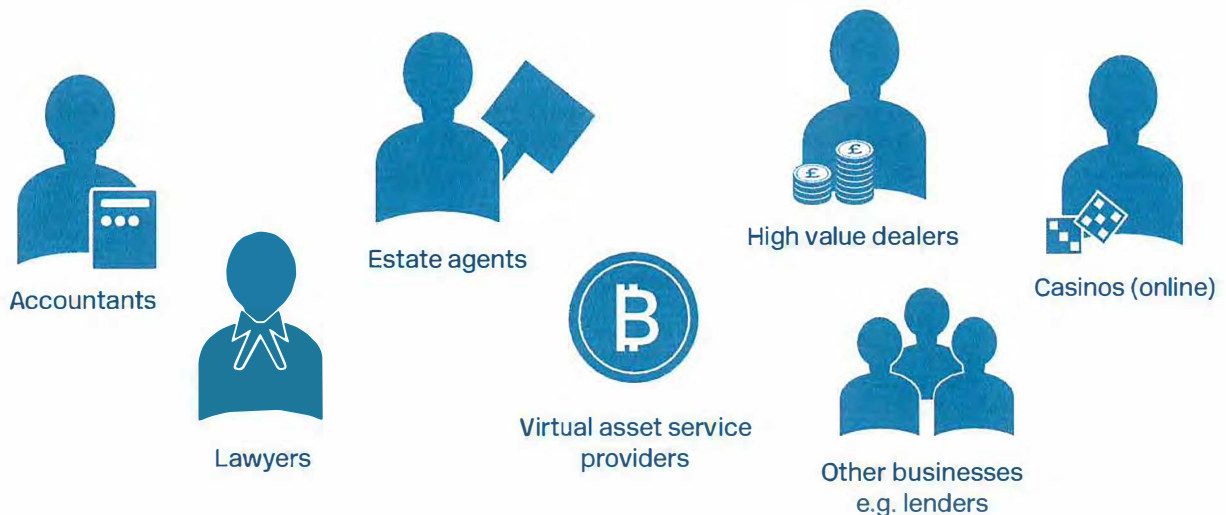 Accountants
Lawyers
Estate agents
Virtual asset service
providers
£
£
High value dealers
Other businesses
e.g. lenders
Casinos (online)